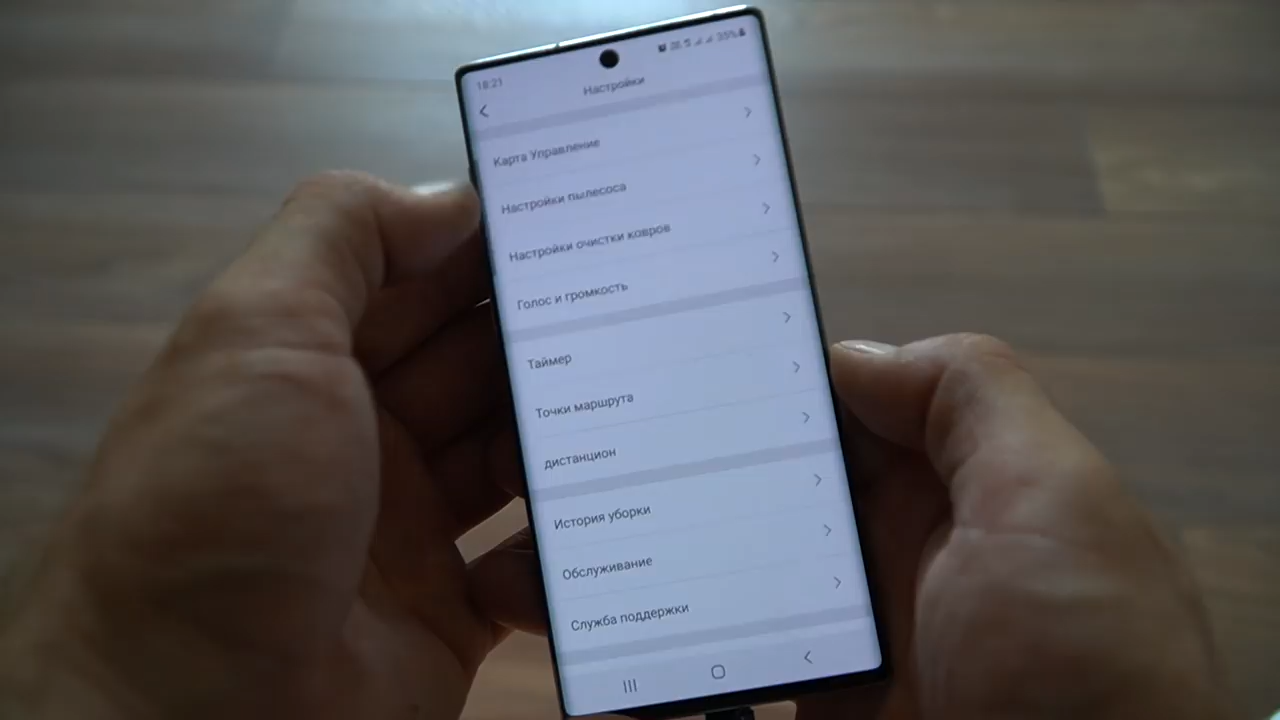 18:21
35%
Настройки
Карта Управление
Настройки пылесоса
Настройки очистки ковров
Голос и громкость
Таймер
Точки маршрута
дистанцион
История уборки
Обслуживание
Служба поддержки